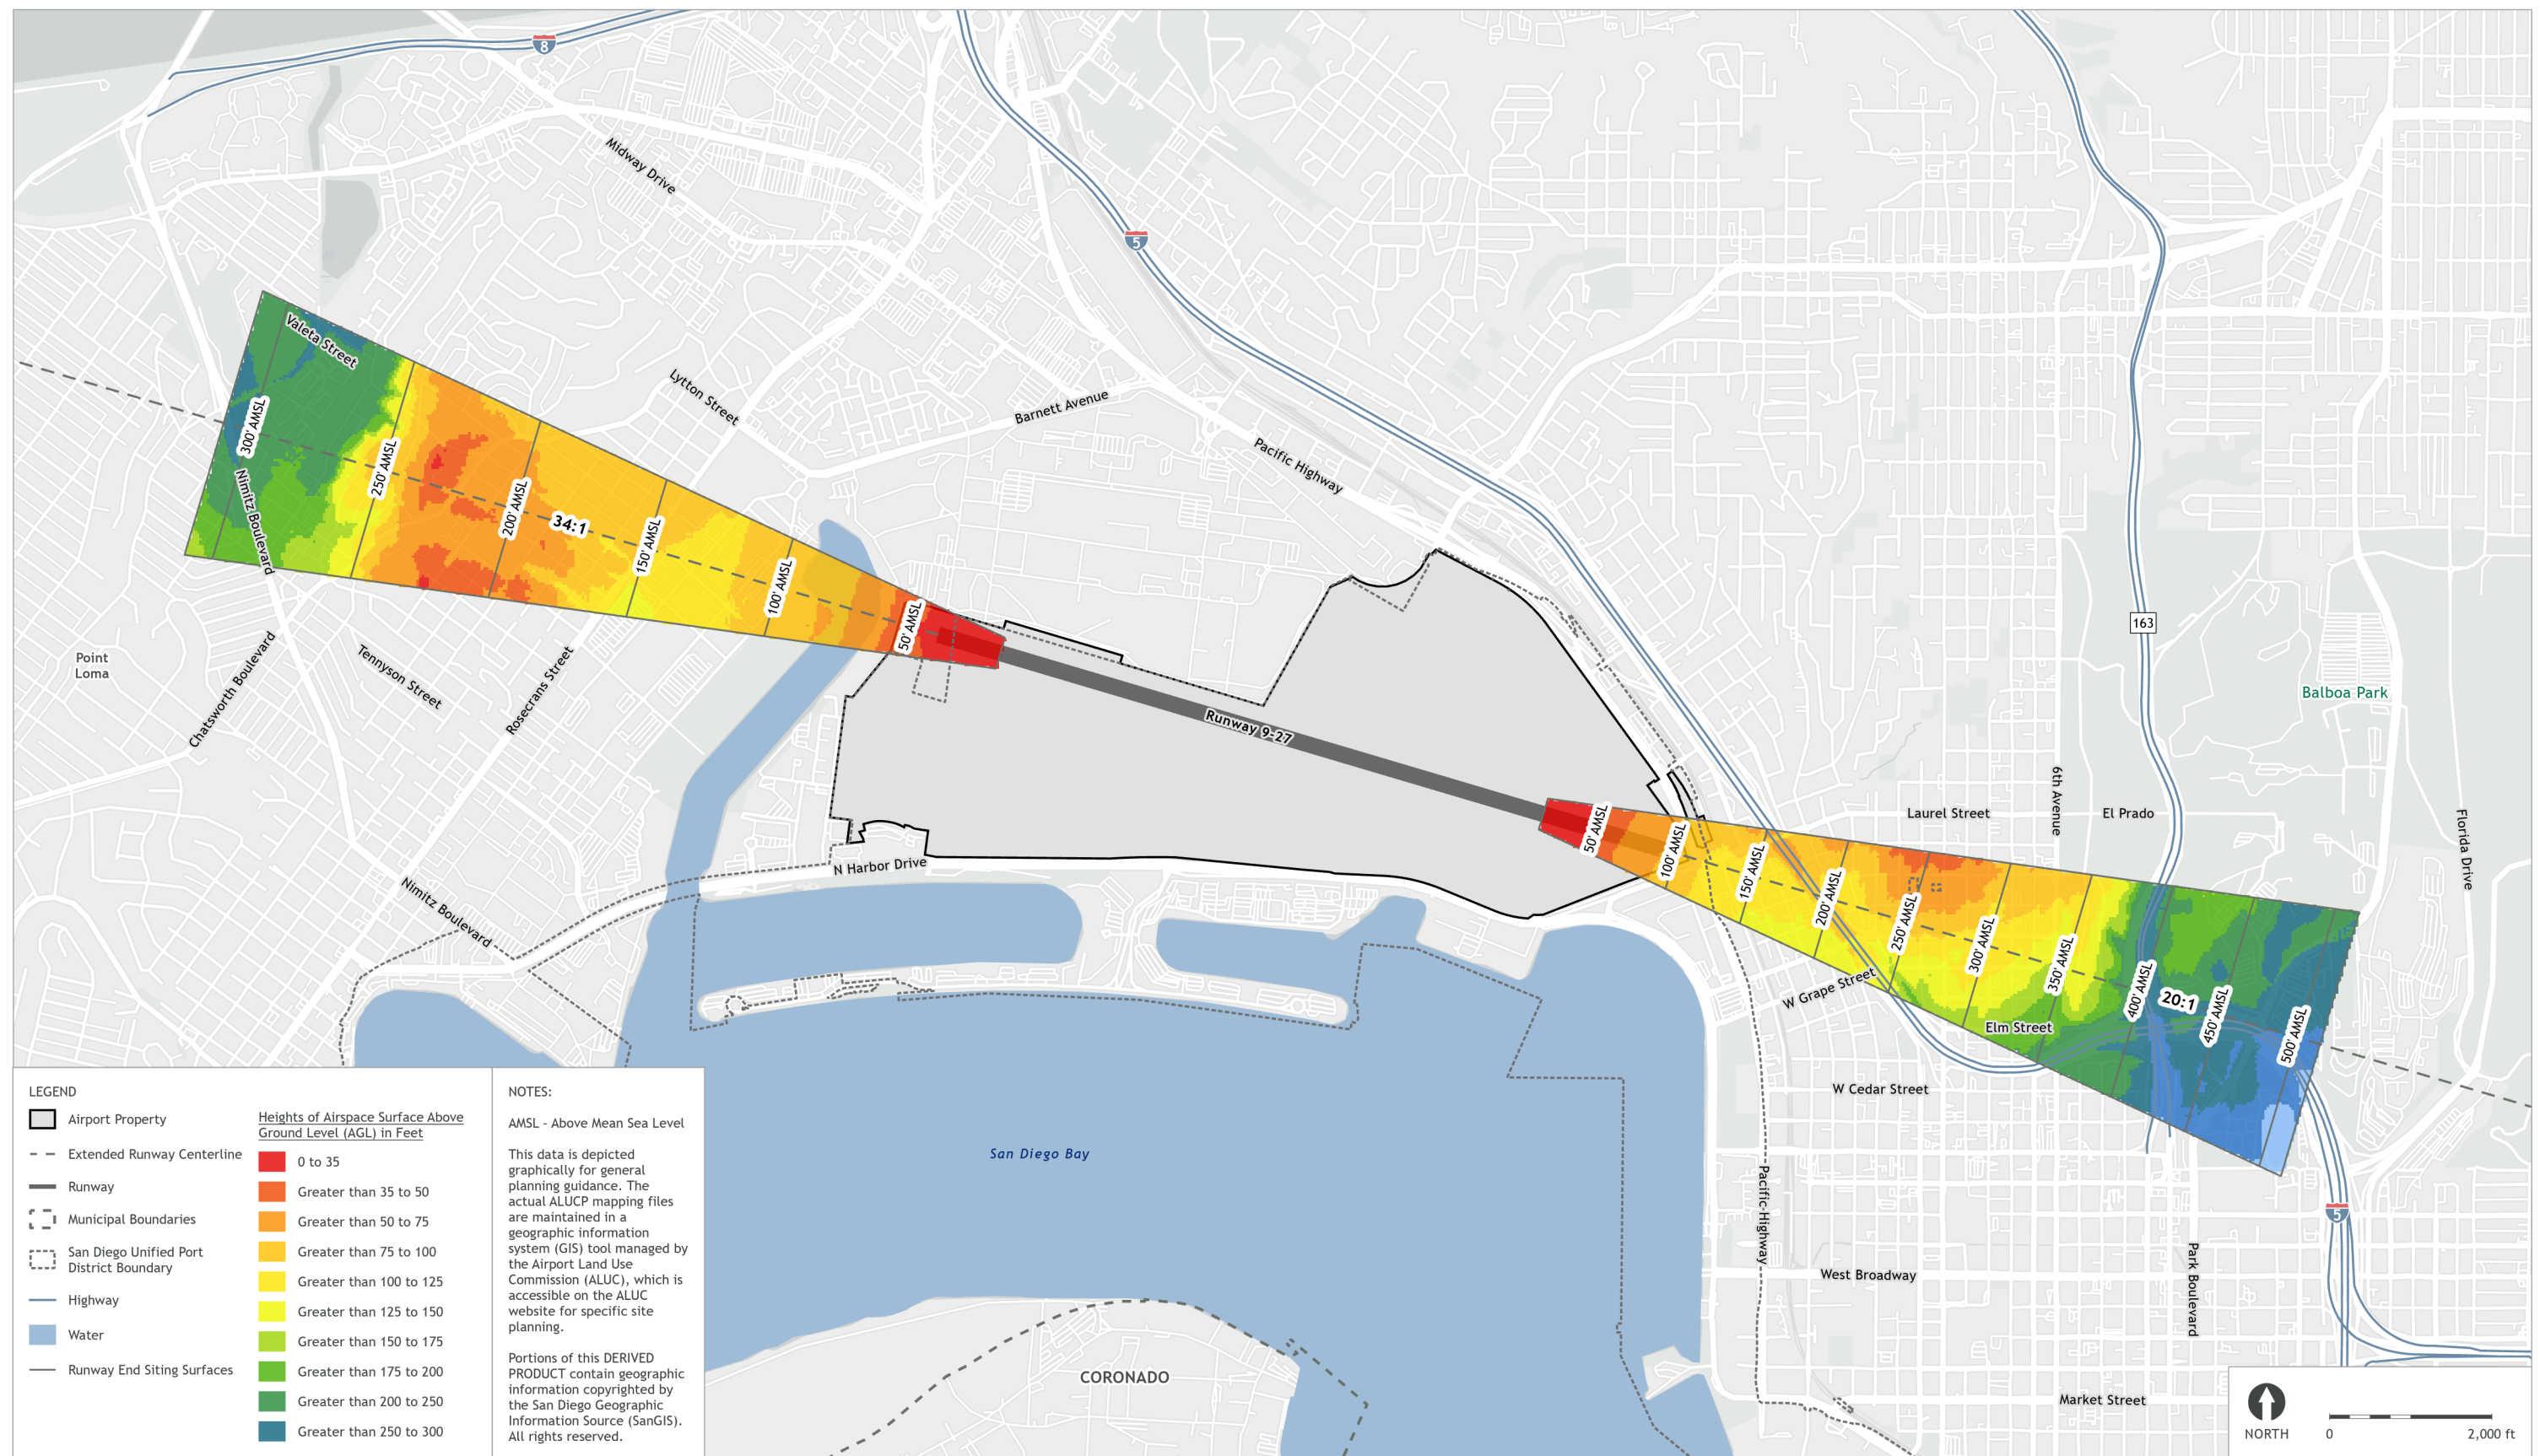 8
Midway Drive
5
Valeta Street
Lytton Street
Barnett Avenue
Pacific Highway
300' AMSL
250' AMSL
200' AMSL
34:1
150' AMSL
100' AMSL
50' AMSL
Nimitz Boulevard
163
Point
Loma
Chatsworth Boulevard
Tennyson Street
Rosecrans Street
Balboa Park
Runway 9-27
6th Avenue
Laurel Street
El Prado
Florida Drive
N Harbor Drive
Nimitz Boulevard
50' AMSL
100' AMSL
150' AMSL
200' AMSL
250' AMSL
300' AMSL
350' AMSL
400' AMSL
20:1
450' AMSL
500' AMSL
W Grape Street
Elm Street
W Cedar Street
San Diego Bay
Pacific Highway
5
West Broadway
Park Boulevard
CORONADO
Market Street
LEGEND
Airport Property
Extended Runway Centerline
Runway
Municipal Boundaries
San Diego Unified Port
District Boundary
Highway
Water
Runway End Siting Surfaces
Heights of Airspace Surface Above
Ground Level (AGL) in Feet
0 to 35
Greater than 35 to 50
Greater than 50 to 75
Greater than 75 to 100
Greater than 100 to 125
Greater than 125 to 150
Greater than 150 to 175
Greater than 175 to 200
Greater than 200 to 250
Greater than 250 to 300
NOTES:
AMSL - Above Mean Sea Level
This data is depicted
graphically for general
planning guidance. The
actual ALUCP mapping files
are maintained in a
geographic information
system (GIS) tool managed by
the Airport Land Use
Commission (ALUC), which is
accessible on the ALUC
website for specific site
planning.
Portions of this DERIVED
PRODUCT contain geographic
information copyrighted by
the San Diego Geographic
Information Source (SanGIS).
All rights reserved.
NORTH
0
2,000 ft